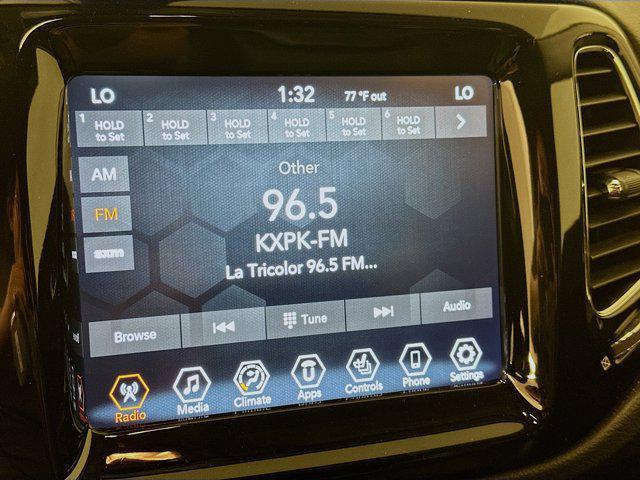 LO 1:32 77 °F out LO
1 HOLD to Set 2 HOLD to Set 3 HOLD to Set 4 HOLD to Set 5 HOLD to Set 6 HOLD to Set
AM
Other
FM
96.5
KXPK-FM
sxm
La Tricolor 96.5 FM...
Browse Tune Audio
Radio Media Climate Apps Controls Phone Settings